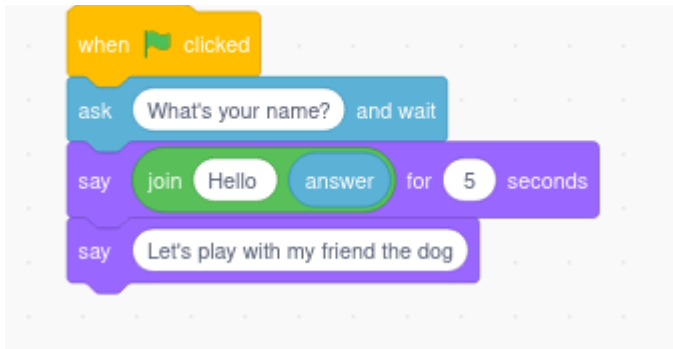 when clicked
ask What's your name? and wait
say join Hello answer for 5 seconds
say Let's play with my friend the dog